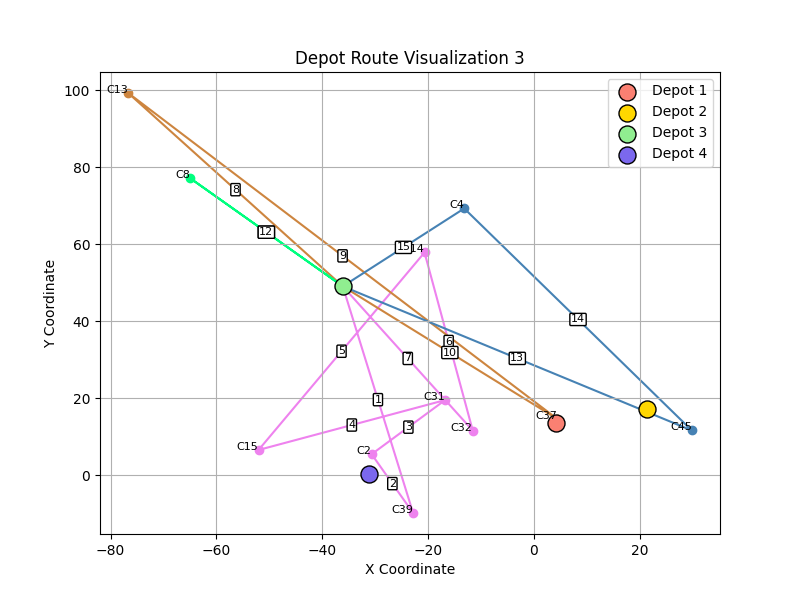 Depot Route Visualization 3
Depot 1
Depot 2
Depot 3
Depot 4
Y Coordinate
100
80
60
40
20
0
C13
C8
8
12
9
C4
15
14
5
7
6
10
13
14
1
C31
4
3
C32
C37
C45
C15
C2
2
C39
−80
−60
−40
−20
0
20
X Coordinate